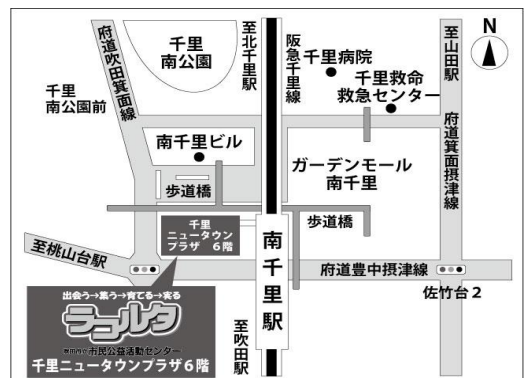 府道吹田箕面線
千里
南公園
至北千里駅
阪急千里線
千里病院
千里救命
救急センター
至山田駅
N
千里
南公園前
南千里ビル
ガーデンモール
南千里
府道箕面摂津線
歩道橋
千里
ニュータウン
プラザ 6階
歩道橋
至桃山台駅
南千里駅
府道豊中摂津線
佐竹台2
出会う→集う→育てる→実る
ラコルタ
市民公益活動センター
千里ニュータウンプラザ6階
至吹田駅